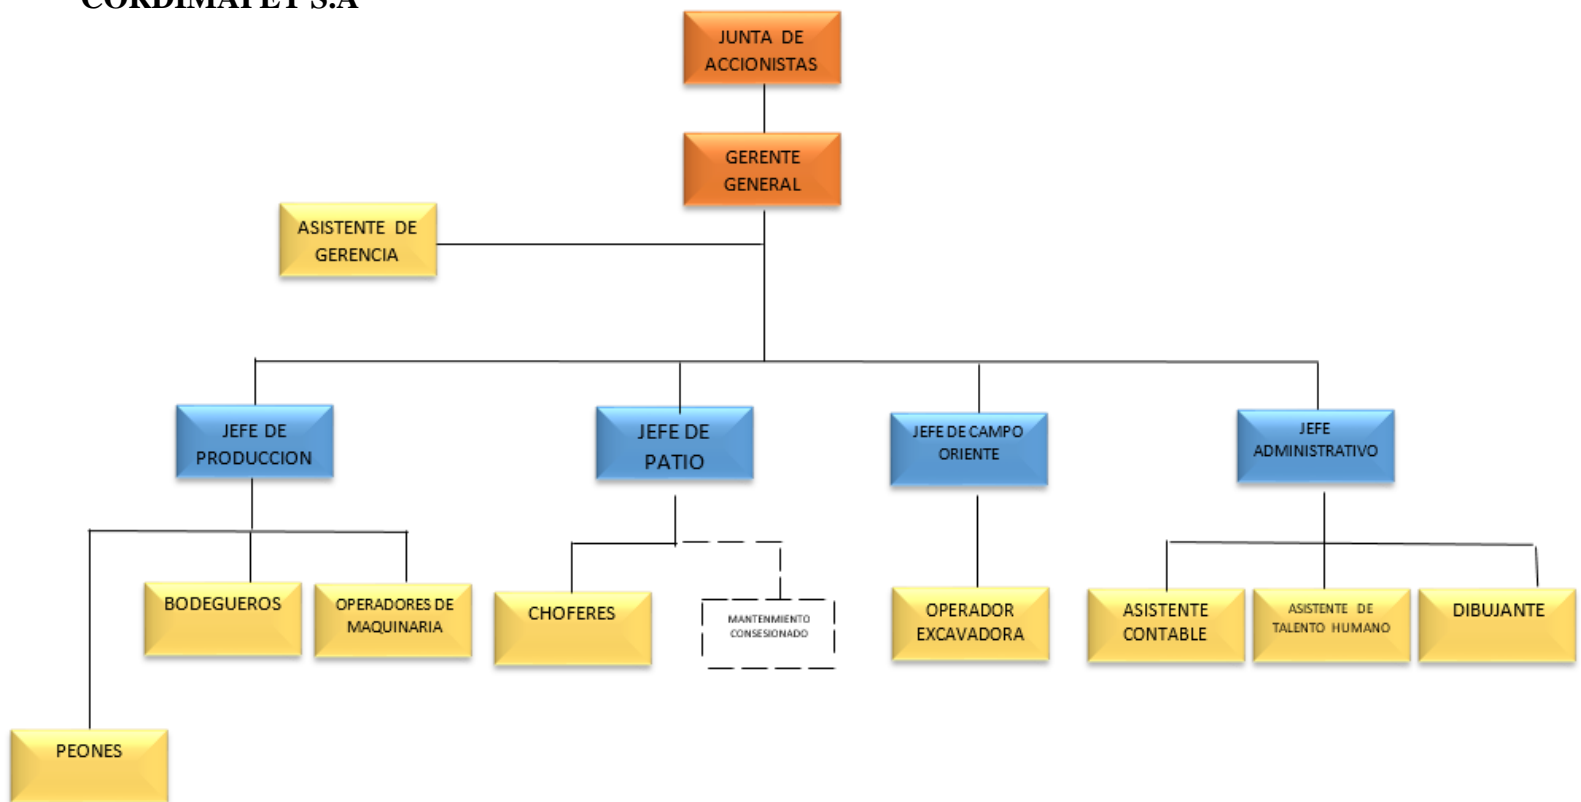 CORDIMAPET S.A
JUNTA DE
ACCIONISTAS
GERENTE
GENERAL
ASISTENTE DE
GERENCIA
JEFE DE
PRODUCCION
JEFE DE
PATIO
JEFE DE CAMPO
ORIENTE
JEFE
ADMINISTRATIVO
BODEGUEROS
OPERADORES DE
MAQUINARIA
CHOFERES
MANTENMIENTO
CONSESIONADO
OPERADOR
EXCAVADORA
ASISTENTE
CONTABLE
ASISTENTE DE
TALENTO HUMANO
DIBUJANTE
PEONES